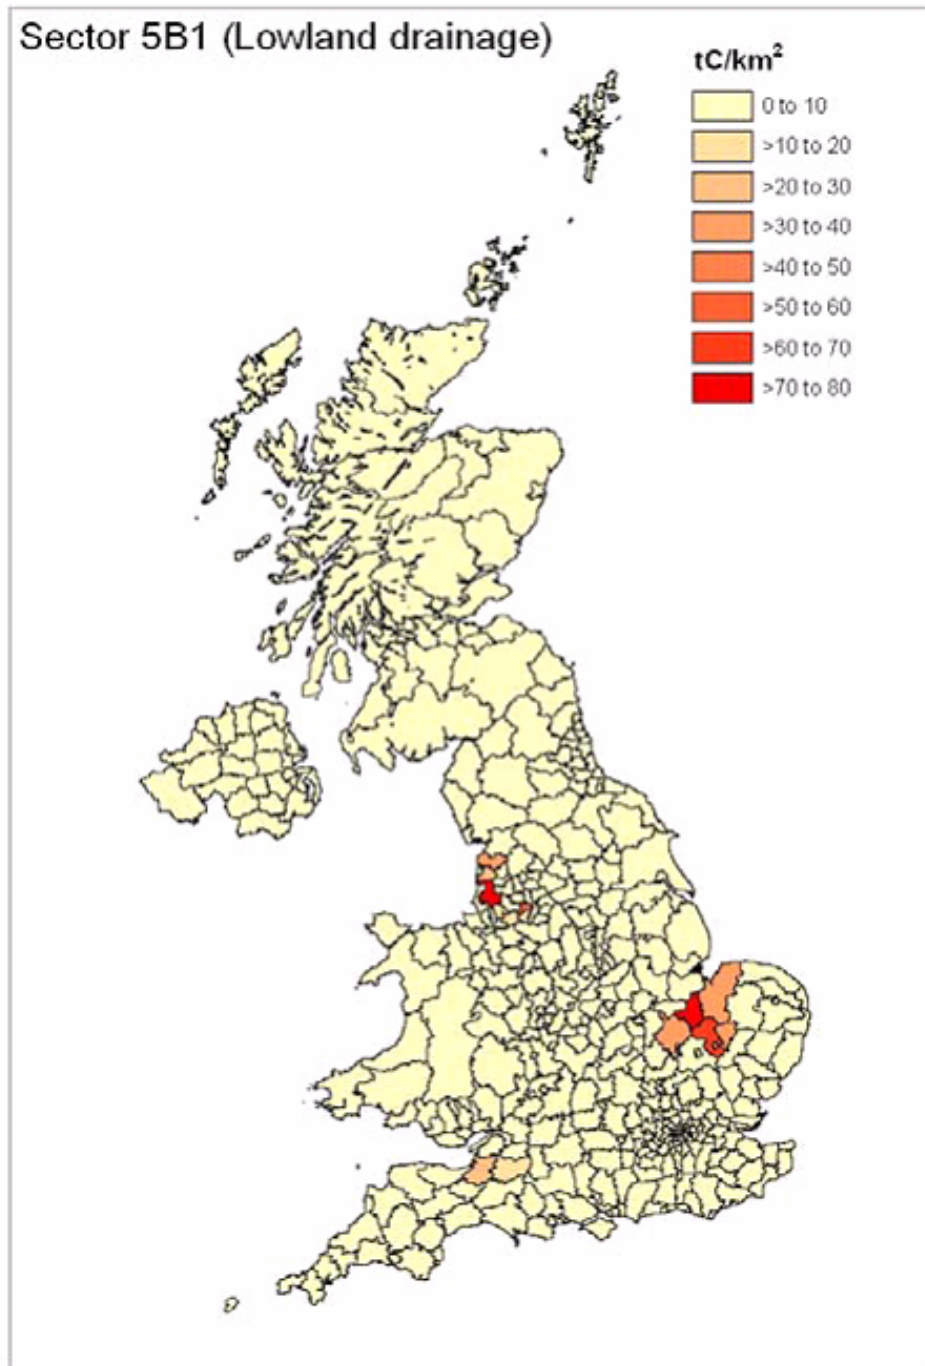 Sector 5B1 (Lowland drainage)
tC/km²
0 to 10
>10 to 20
>20 to 30
>30 to 40
>40 to 50
>50 to 60
>60 to 70
>70 to 80